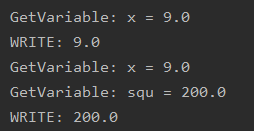 GetVariable: x = 9.0
WRITE: 9.0
GetVariable: x = 9.0
GetVariable: squ = 200.0
WRITE: 200.0